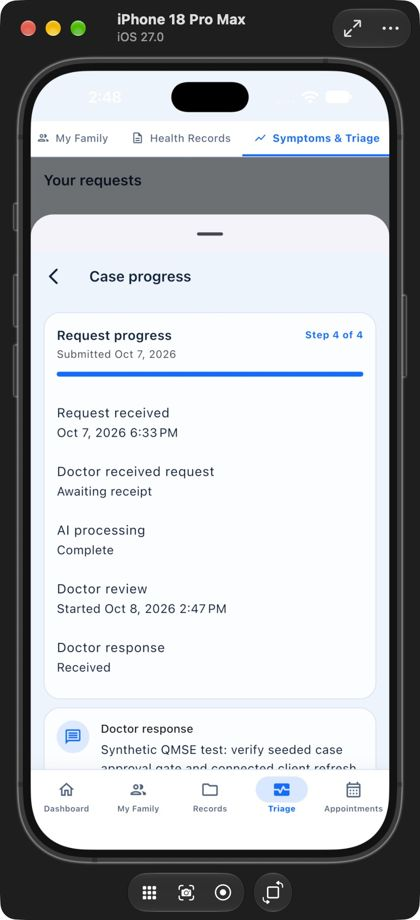 iPhone 18 Pro Max
iOS 27.0
2:48
My Family
Health Records
Symptoms & Triage
Your requests
Case progress
Request progress
Step 4 of 4
Submitted Oct 7, 2026
Request received
Oct 7, 2026 6:33 PM
Doctor received request
Awaiting receipt
AI processing
Complete
Doctor review
Started Oct 8, 2026 2:47 PM
Doctor response
Received
Doctor response
Synthetic QMSE test: verify seeded case
approval gate and connected client refresh
Dashboard
My Family
Records
Triage
Appointments